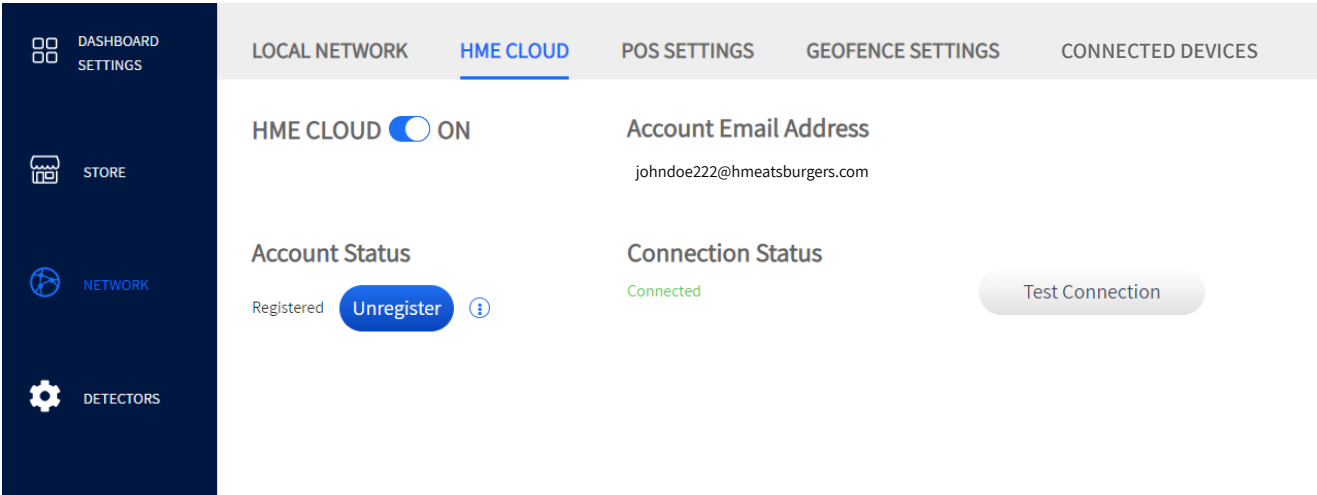 DASHBOARD
SETTINGS
STORE
NETWORK
DETECTORS
LOCAL NETWORK
HME CLOUD
POS SETTINGS
GEOFENCE SETTINGS
CONNECTED DEVICES
HME CLOUD ON
Account Email Address
johndoe222@hmeatsburgers.com
Account Status
Registered
Unregister
Connection Status
Connected
Test Connection